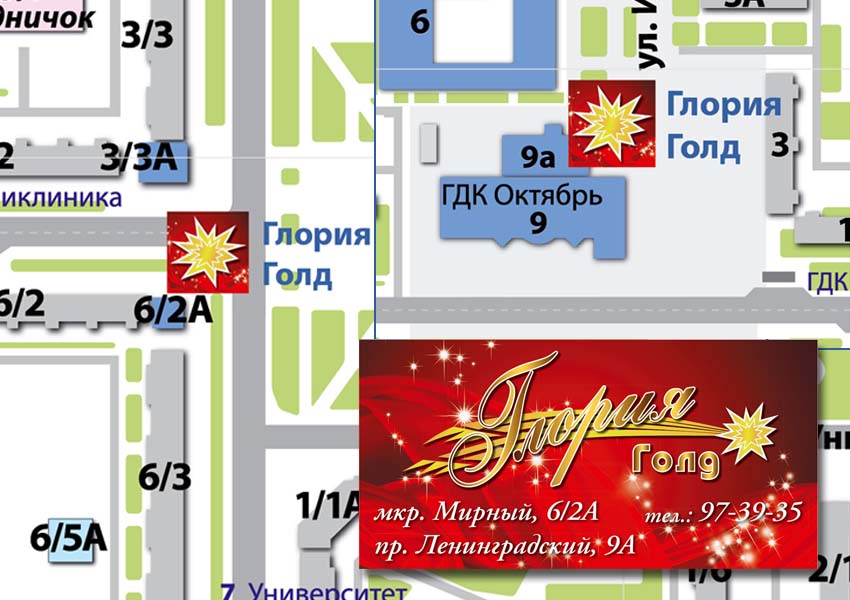 3/3
3/3А
2
6/2
6/2А
6/3
6/5А
1/1А
7 Университет
Глория
Голд
6
ул. И
9а
ГДК Октябрь
9
Глория
Голд
3
ГДК
Глория
Голд
мкр. Мирный, 6/2А
тел.: 97-39-35
пр. Ленинградский, 9А